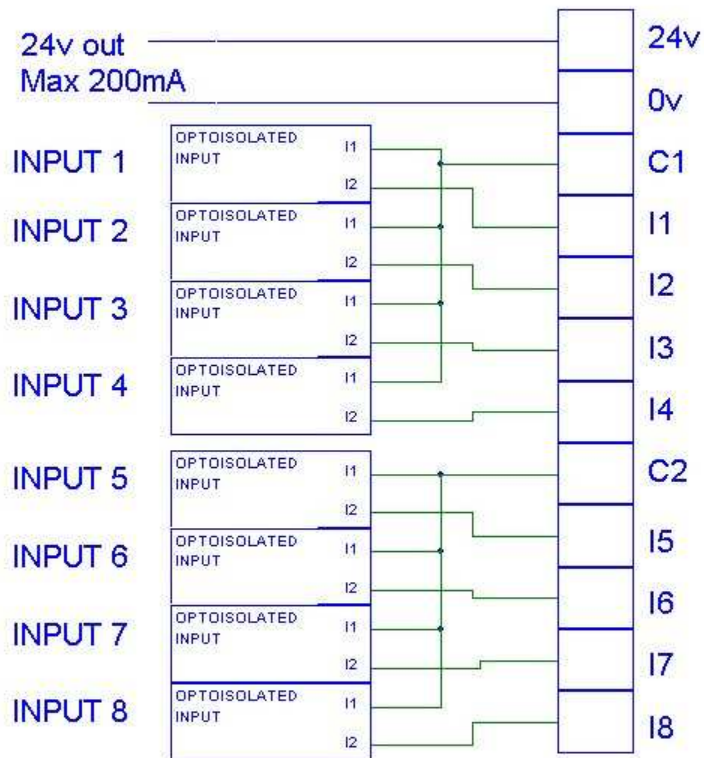 24v out
Max 200mA
24v
0v
INPUT 1
OPTOISOLATED
INPUT
I1
I2
C1
INPUT 2
OPTOISOLATED
INPUT
I1
I2
I1
INPUT 3
OPTOISOLATED
INPUT
I1
I2
I2
INPUT 4
OPTOISOLATED
INPUT
I1
I2
I3
I4
INPUT 5
OPTOISOLATED
INPUT
I1
I2
C2
INPUT 6
OPTOISOLATED
INPUT
I1
I2
I5
INPUT 7
OPTOISOLATED
INPUT
I1
I2
I6
INPUT 8
OPTOISOLATED
INPUT
I1
I2
I7
I8